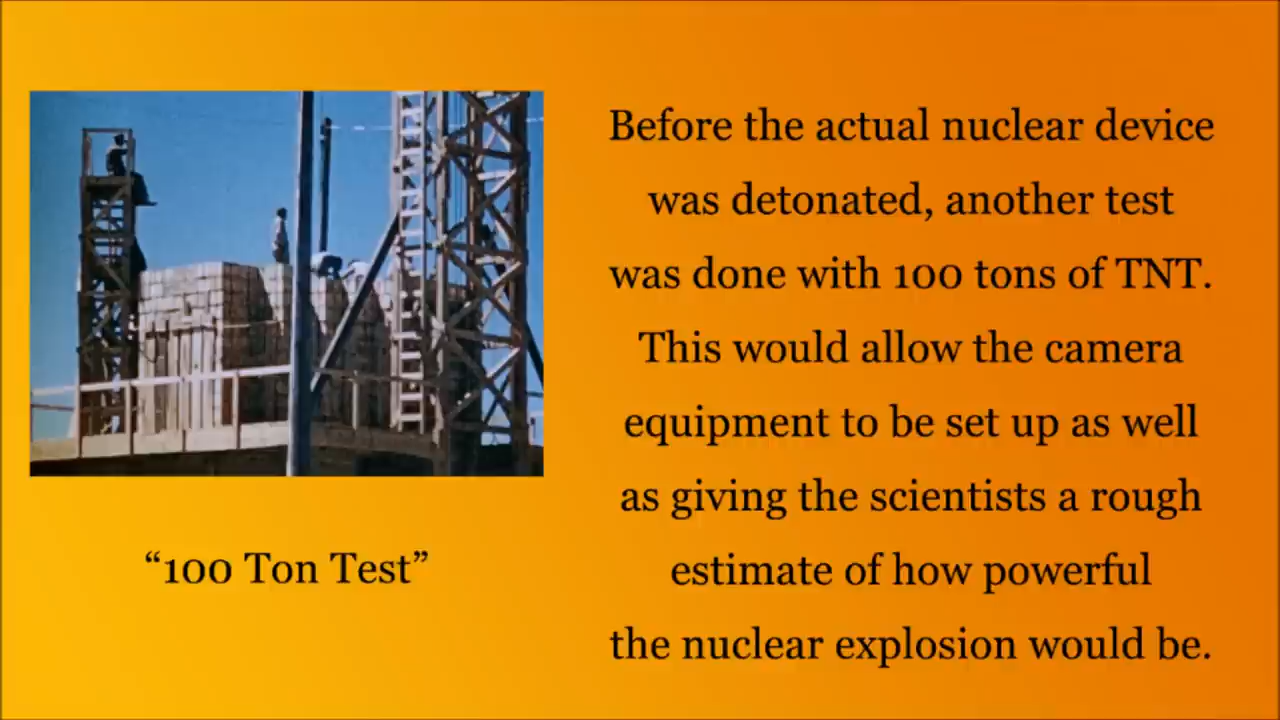 Before the actual nuclear device
was detonated, another test
was done with 100 tons of TNT.
This would allow the camera
equipment to be set up as well
as giving the scientists a rough
estimate of how powerful
the nuclear explosion would be.
“100 Ton Test”